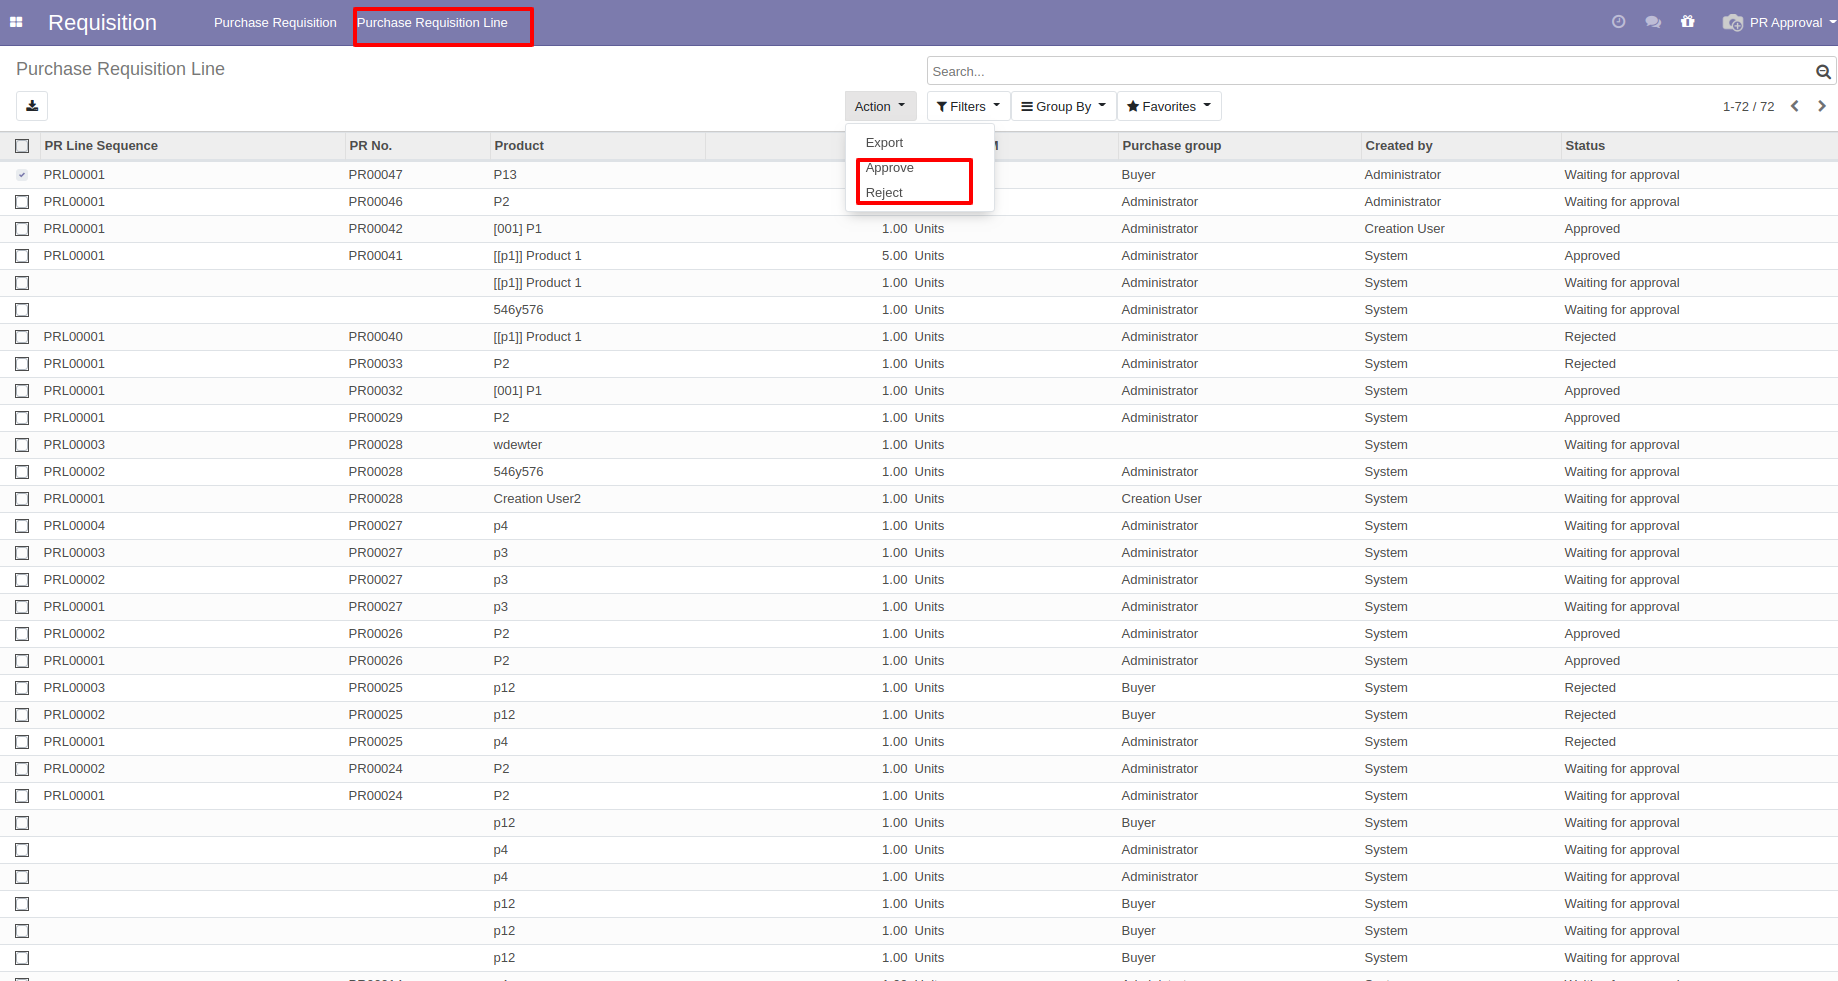 Requisition Purchase Requisition Purchase Requisition Line PR Approval
Purchase Requisition Line
Search...
Action Filters Group By Favorites 1-72 / 72
Export
Approve
Reject
PR Line Sequence PR No. Product Purchase group Created by Status
PRL00001 PR00047 P13 Buyer Administrator Waiting for approval
PRL00001 PR00046 P2 Administrator Administrator Waiting for approval
PRL00001 PR00042 [001] P1 1.00 Units Administrator Creation User Approved
PRL00001 PR00041 [[p1]] Product 1 5.00 Units Administrator System Approved
[[p1]] Product 1 1.00 Units Administrator System Waiting for approval
546y576 1.00 Units Administrator System Waiting for approval
PRL00001 PR00040 [[p1]] Product 1 1.00 Units Administrator System Rejected
PRL00001 PR00033 P2 1.00 Units Administrator System Rejected
PRL00001 PR00032 [001] P1 1.00 Units Administrator System Approved
PRL00001 PR00029 P2 1.00 Units Administrator System Approved
PRL00003 PR00028 wdewter 1.00 Units System Waiting for approval
PRL00002 PR00028 546y576 1.00 Units Administrator System Waiting for approval
PRL00001 PR00028 Creation User2 1.00 Units Creation User System Waiting for approval
PRL00004 PR00027 p4 1.00 Units Administrator System Waiting for approval
PRL00003 PR00027 p3 1.00 Units Administrator System Waiting for approval
PRL00002 PR00027 p3 1.00 Units Administrator System Waiting for approval
PRL00001 PR00027 p3 1.00 Units Administrator System Waiting for approval
PRL00002 PR00026 P2 1.00 Units Administrator System Approved
PRL00001 PR00026 P2 1.00 Units Administrator System Approved
PRL00003 PR00025 p12 1.00 Units Buyer System Rejected
PRL00002 PR00025 p12 1.00 Units Buyer System Rejected
PRL00001 PR00025 p4 1.00 Units Administrator System Rejected
PRL00002 PR00024 P2 1.00 Units Administrator System Waiting for approval
PRL00001 PR00024 P2 1.00 Units Administrator System Waiting for approval
p12 1.00 Units Buyer System Waiting for approval
p4 1.00 Units Administrator System Waiting for approval
p4 1.00 Units Administrator System Waiting for approval
p12 1.00 Units Buyer System Waiting for approval
p12 1.00 Units Buyer System Waiting for approval
p12 1.00 Units Buyer System Waiting for approval